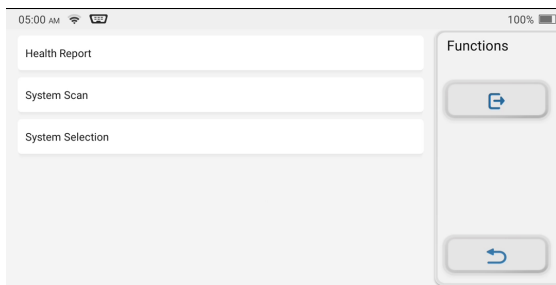 05:00 AM
100%
Functions
Health Report
System Scan
System Selection